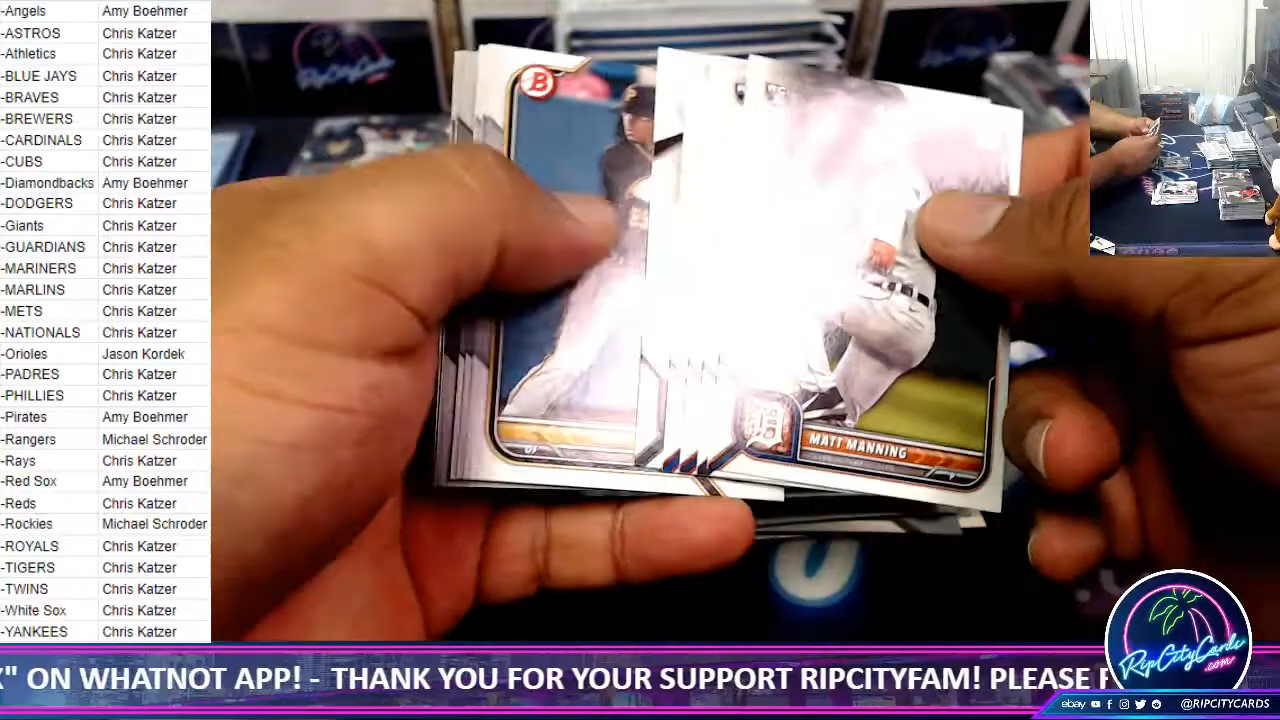 -Angels Amy Boehmer
-ASTROS Chris Katzer
-Athletics Chris Katzer
-BLUE JAYS Chris Katzer
-BRAVES Chris Katzer
-BREWERS Chris Katzer
-CARDINALS Chris Katzer
-CUBS Chris Katzer
-Diamondbacks Amy Boehmer
-DODGERS Chris Katzer
-Giants Chris Katzer
-GUARDIANS Chris Katzer
-MARINERS Chris Katzer
-MARLINS Chris Katzer
-METS Chris Katzer
-NATIONALS Chris Katzer
-Orioles Jason Kordek
-PADRES Chris Katzer
-PHILLIES Chris Katzer
-Pirates Amy Boehmer
-Rangers Michael Schroder
-Rays Chris Katzer
-Red Sox Amy Boehmer
-Reds Chris Katzer
-Rockies Michael Schroder
-ROYALS Chris Katzer
-TIGERS Chris Katzer
-TWINS Chris Katzer
-White Sox Chris Katzer
-YANKEES Chris Katzer
RIPCITY
B
MATT MANNING
RipCityCards
.com
" ON WHATNOT APP! - THANK YOU FOR YOUR SUPPORT RIPCITYFAM! PLEASE
ebay @RIPCITYCARDS